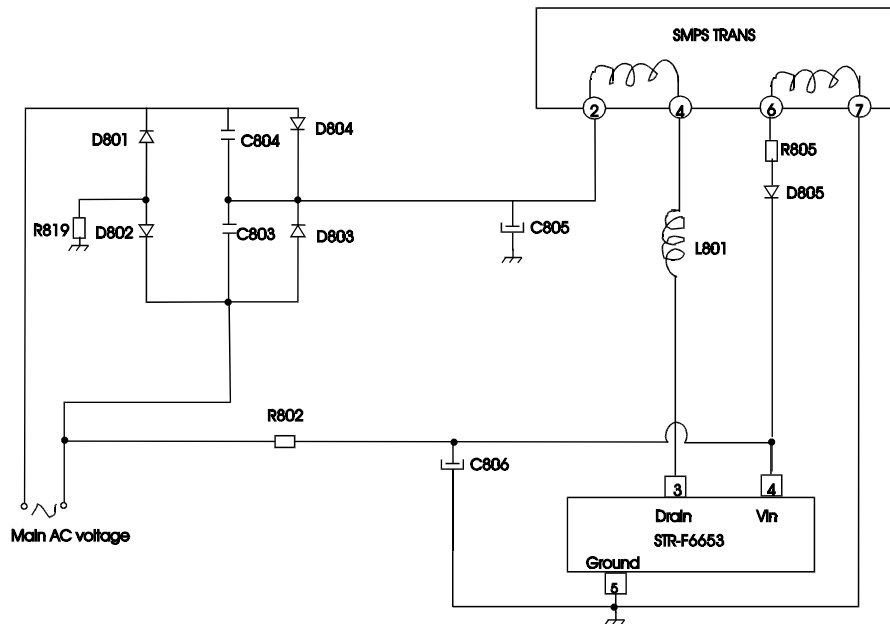 SMPS TRANS
2
4
6
7
D801
C804
D804
R805
D805
R819
D802
C803
D803
C805
L801
R802
C806
3
4
Main AC voltage
Drain
Vin
STR-F6653
Ground
5